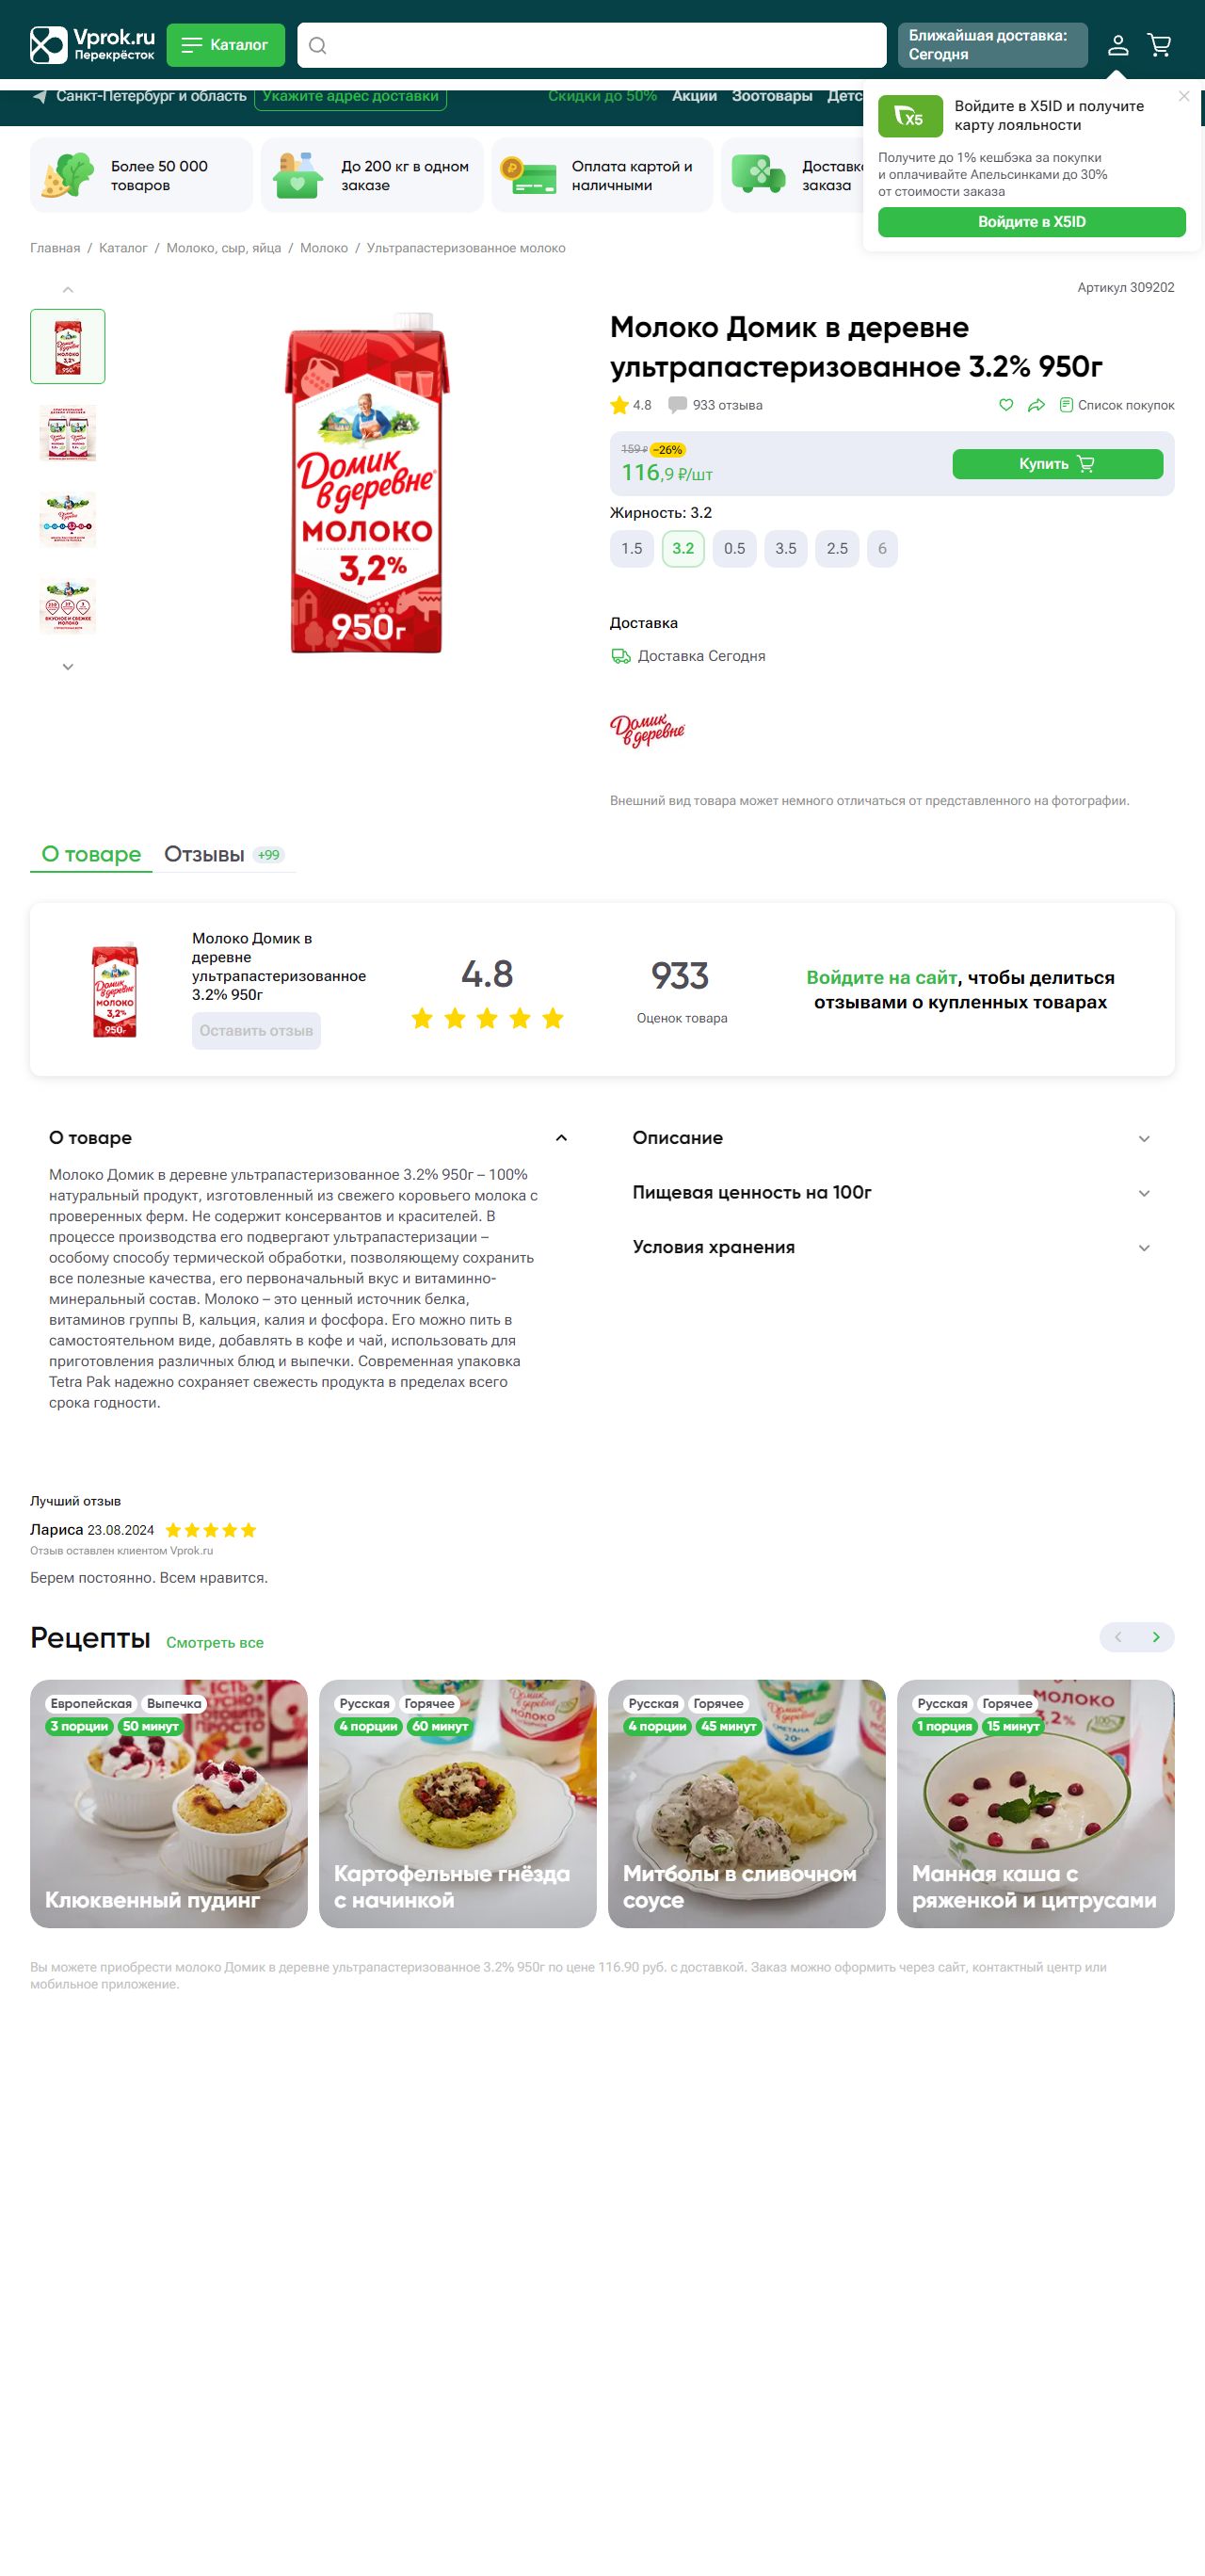 Vprok.ru
Перекрёсток
Каталог
Ближайшая доставка:
Сегодня
Санкт-Петербург и область
Укажите адрес доставки
Скидки до 50%
Акции
Зоотовары
X5
Войдите в X5ID и получите
карту лояльности
Получите до 1% кешбэка за покупки
и оплачивайте Апельсинками до 30%
от стоимости заказа
Войдите в X5ID
Более 50 000
товаров
До 200 кг в одном
заказе
Оплата картой и
наличными
заказа
Главная / Каталог / Молоко, сыр, яйца / Молоко / Ультрапастеризованное молоко
Артикул 309202
Домик
в деревне
МОЛОКО
3,2%
950г
Молоко Домик в деревне
ультрапастеризованное 3.2% 950г
4.8
933 отзыва
Список покупок
159 ₽ −26%
116,9 ₽/шт
Купить
Жирность: 3.2
1.5 3.2 0.5 3.5 2.5 6
Доставка
Доставка Сегодня
Домик
в деревне
Внешний вид товара может немного отличаться от представленного на фотографии.
О товаре
Отзывы +99
Домик
в деревне
МОЛОКО
3,2%
950г
Молоко Домик в
деревне
ультрапастеризованное
3.2% 950г
Оставить отзыв
4.8
933
Оценок товара
Войдите на сайт, чтобы делиться
отзывами о купленных товарах
О товаре
Молоко Домик в деревне ультрапастеризованное 3.2% 950г – 100%
натуральный продукт, изготовленный из свежего коровьего молока с
проверенных ферм. Не содержит консервантов и красителей. В
процессе производства его подвергают ультрапастеризации –
особому способу термической обработки, позволяющему сохранить
все полезные качества, его первоначальный вкус и витаминно-
минеральный состав. Молоко – это ценный источник белка,
витаминов группы В, кальция, калия и фосфора. Его можно пить в
самостоятельном виде, добавлять в кофе и чай, использовать для
приготовления различных блюд и выпечки. Современная упаковка
Tetra Pak надежно сохраняет свежесть продукта в пределах всего
срока годности.
Описание
Пищевая ценность на 100г
Условия хранения
Лучший отзыв
Лариса 23.08.2024
Отзыв оставлен клиентом Vprok.ru
Берем постоянно. Всем нравится.
Рецепты
Смотреть все
Европейская Выпечка
3 порции 50 минут
Клюквенный пудинг
Русская Горячее
4 порции 60 минут
Картофельные гнёзда
с начинкой
Русская Горячее
4 порции 45 минут
Митболы в сливочном
соусе
Русская Горячее
1 порция 15 минут
Манная каша с
ряженкой и цитрусами
Вы можете приобрести молоко Домик в деревне ультрапастеризованное 3.2% 950г по цене 116.90 руб. с доставкой. Заказ можно оформить через сайт, контактный центр или
мобильное приложение.